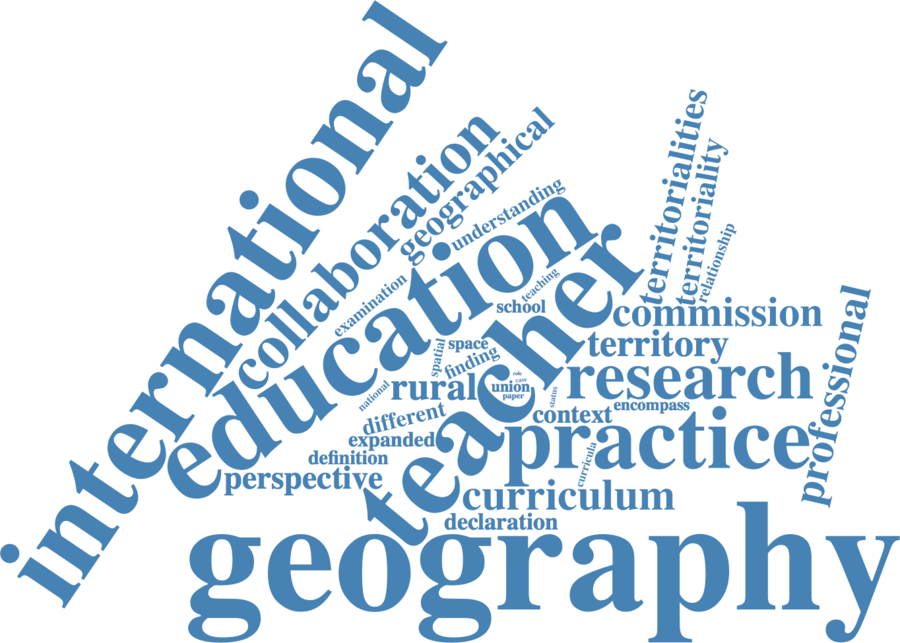 international
collaboration
geographical
understanding
education
examination
teacher
teaching
school
territorialities
territoriality
relationship
commission
territory
professional
research
spatial
space
finding
national
rural
role
case
union
paper
status
context
encompass
different
expanded
practice
definition
perspective
curricula
curriculum
declaration
geography